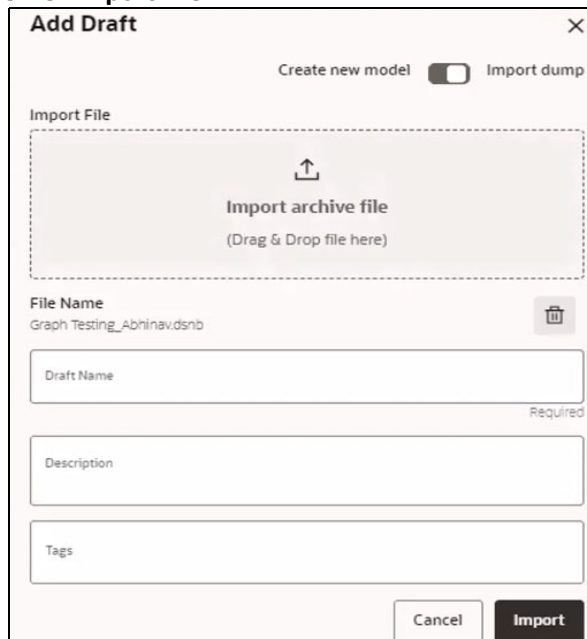 Add Draft
Create new model Import dump
Import File
Import archive file
(Drag & Drop file here)
File Name
Graph Testing_Abhinav.dsnb
Draft Name
Required
Description
Tags
Cancel Import